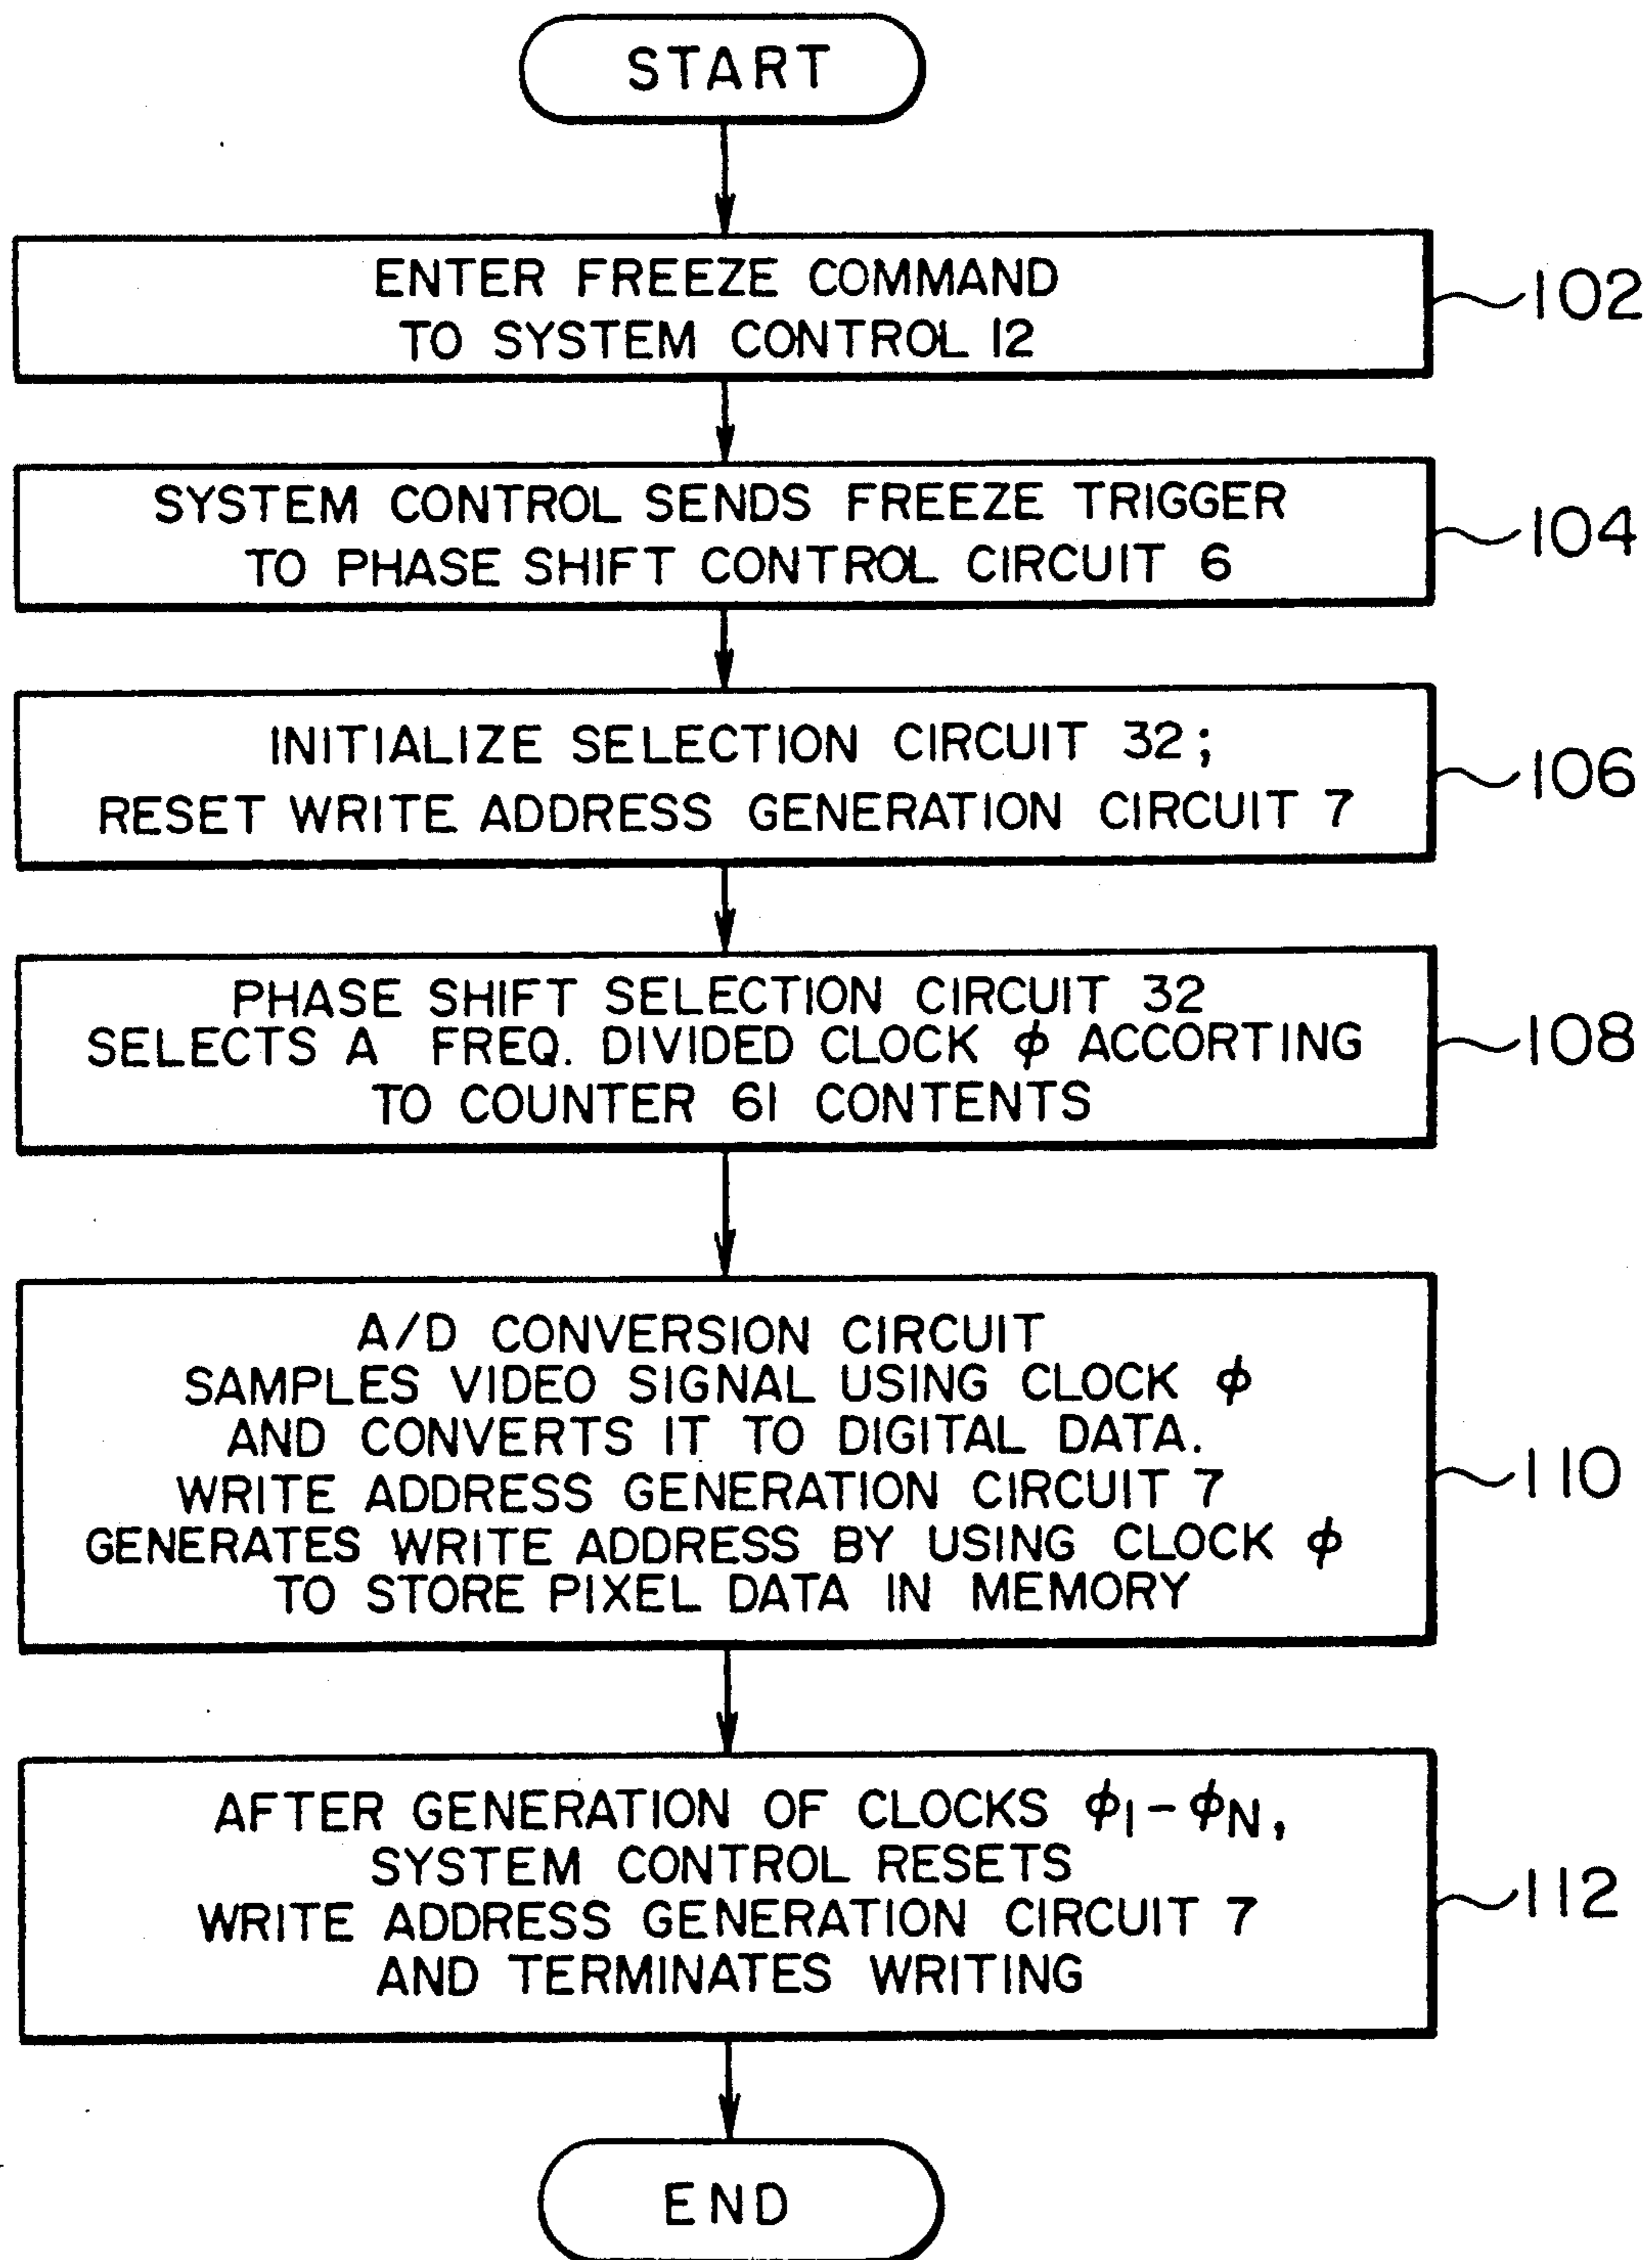 START
ENTER FREEZE COMMAND
TO SYSTEM CONTROL 12
102
SYSTEM CONTROL SENDS FREEZE TRIGGER
TO PHASE SHIFT CONTROL CIRCUIT 6
104
INITIALIZE SELECTION CIRCUIT 32;
RESET WRITE ADDRESS GENERATION CIRCUIT 7
106
PHASE SHIFT SELECTION CIRCUIT 32
SELECTS A FREQ. DIVIDED CLOCK ϕ ACCORTING
TO COUNTER 61 CONTENTS
108
A/D CONVERSION CIRCUIT
SAMPLES VIDEO SIGNAL USING CLOCK ϕ
AND CONVERTS IT TO DIGITAL DATA.
WRITE ADDRESS GENERATION CIRCUIT 7
GENERATES WRITE ADDRESS BY USING CLOCK ϕ
TO STORE PIXEL DATA IN MEMORY
110
AFTER GENERATION OF CLOCKS ϕ1-ϕN,
SYSTEM CONTROL RESETS
WRITE ADDRESS GENERATION CIRCUIT 7
AND TERMINATES WRITING
112
END